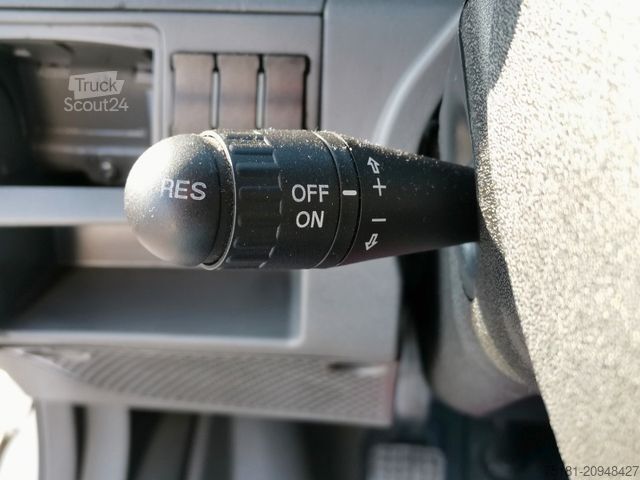 Truck
Scout24
RES
OFF
ON
+
−
81-20948427